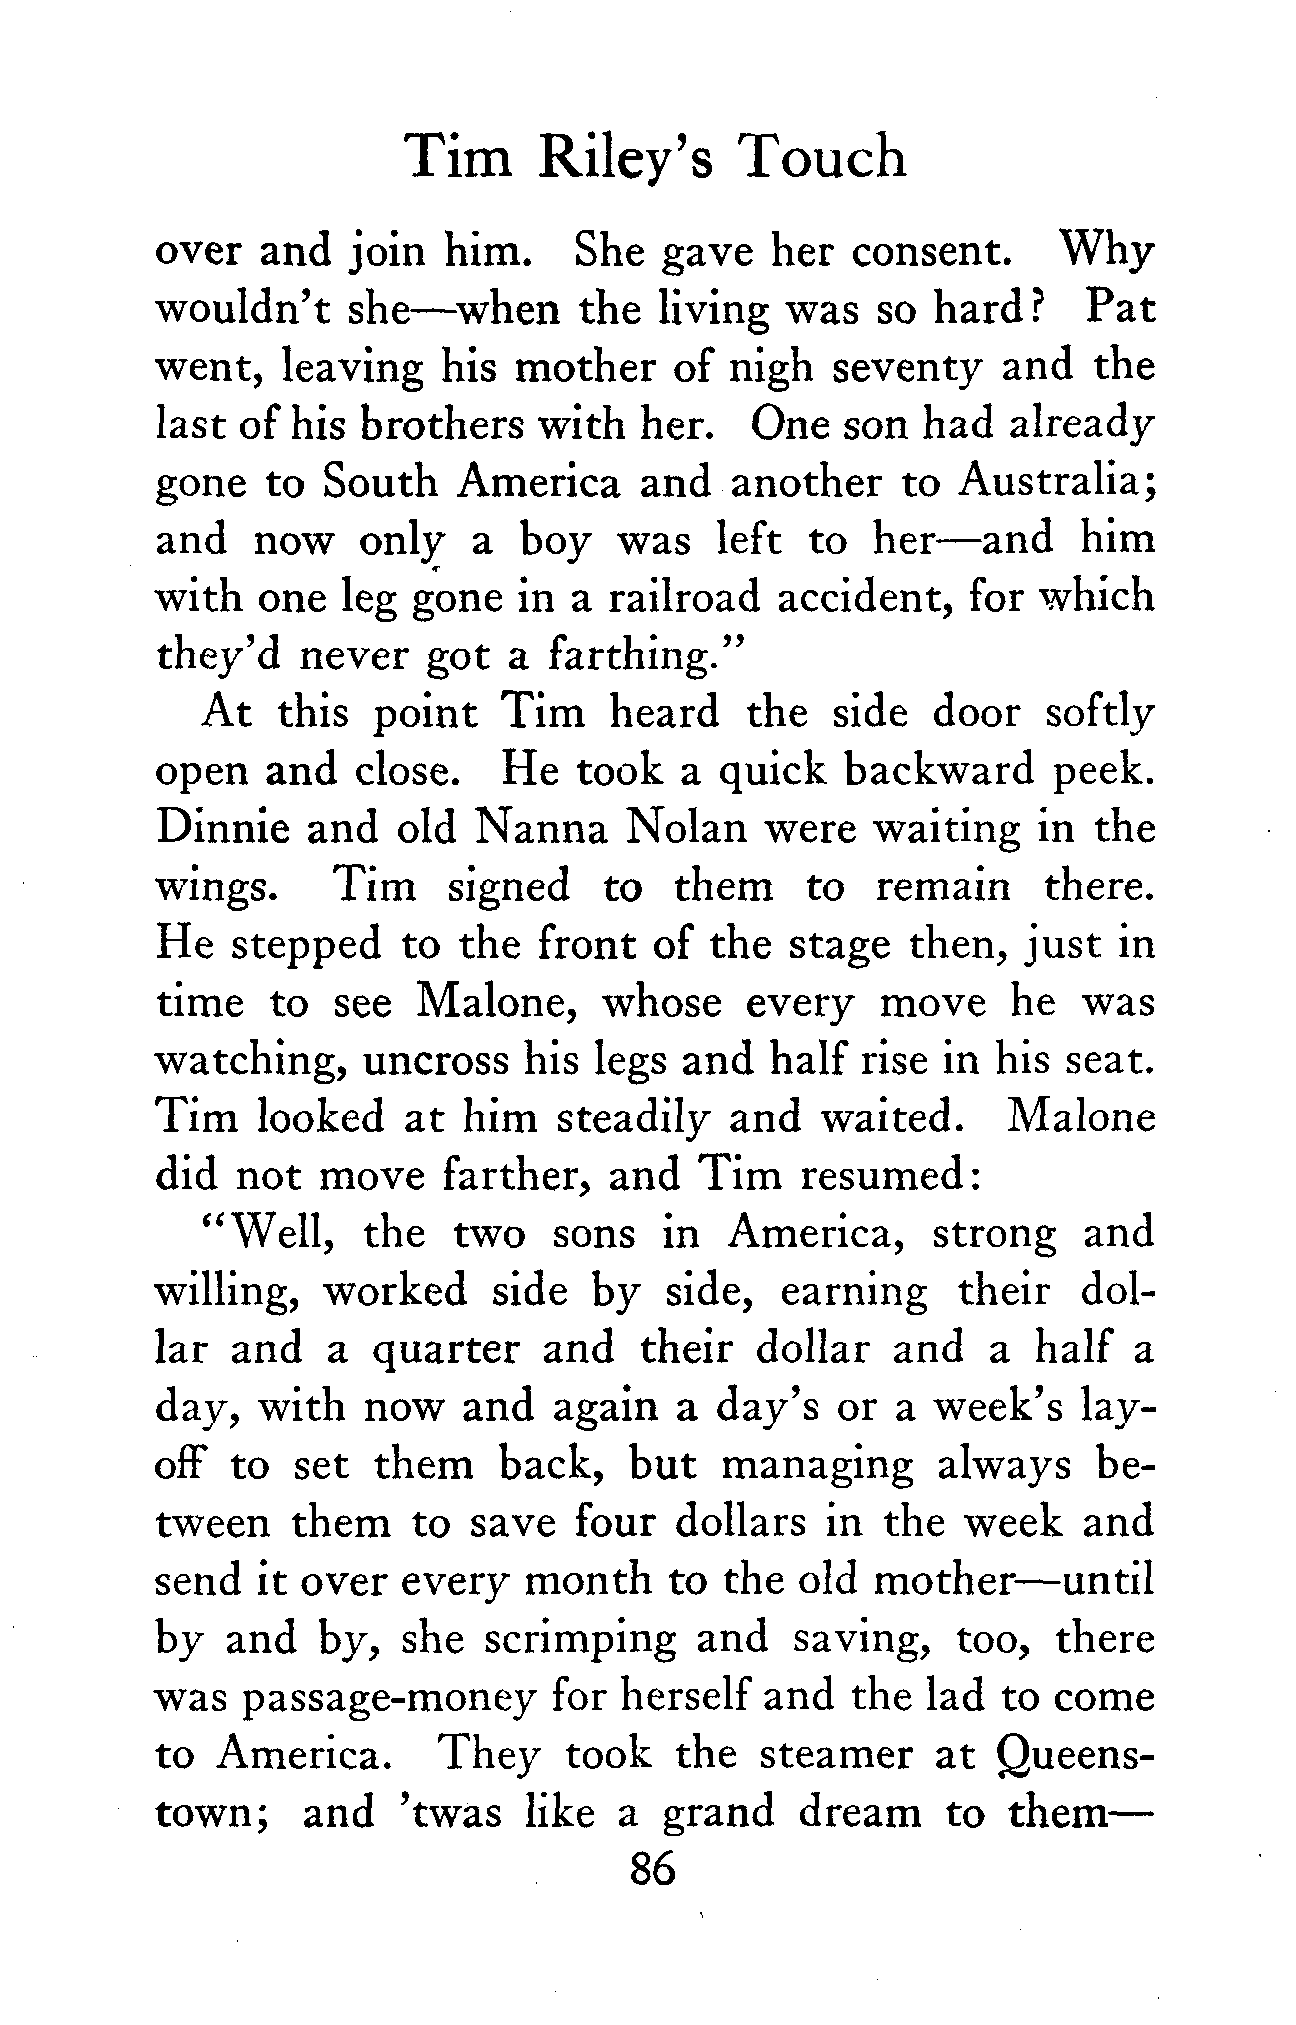 Tim Riley's Touch
over and join him. She gave her consent. Why
wouldn't she—when the living was so hard? Pat
went, leaving his mother of nigh seventy and the
last of his brothers with her. One son had already
gone to South America and another to Australia;
and now only a boy was left to her—and him
with one leg gone in a railroad accident, for which
they'd never got a farthing."
At this point Tim heard the side door softly
open and close. He took a quick backward peek.
Dinnie and old Nanna Nolan were waiting in the
wings. Tim signed to them to remain there.
He stepped to the front of the stage then, just in
time to see Malone, whose every move he was
watching, uncross his legs and half rise in his seat.
Tim looked at him steadily and waited. Malone
did not move farther, and Tim resumed:
"Well, the two sons in America, strong and
willing, worked side by side, earning their dol-
lar and a quarter and their dollar and a half a
day, with now and again a day's or a week's lay-
off to set them back, but managing always be-
tween them to save four dollars in the week and
send it over every month to the old mother—until
by and by, she scrimping and saving, too, there
was passage-money for herself and the lad to come
to America. They took the steamer at Queens-
town; and 'twas like a grand dream to them—
86